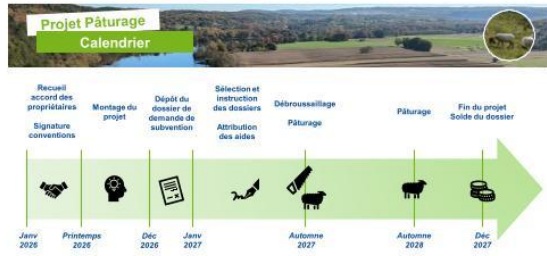 Projet Pâturage
Calendrier
Recueil
accord des
propriétaires
Signature
conventions
Montage du
projet
Dépôt du
dossier de
demande de
subvention
Sélection et
instruction
des dossiers
Attribution
des aides
Débroussaillage
Pâturage
Pâturage
Fin du projet
Solde du dossier
Janv
2026
Printemps
2026
Déc
2026
Janv
2027
Automne
2027
Automne
2028
Déc
2027